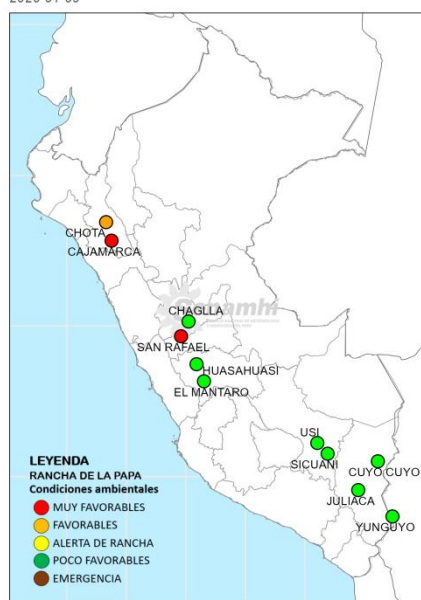 CHOTA
CAJAMARCA
CHAGLLA
Senamhi
SAN RAFAEL
HUASAHUASI
EL MANTARO
USI
SICUANI
CUYO CUYO
JULIACA
YUNGUYO
LEYENDA
RANCHA DE LA PAPA
Condiciones ambientales
MUY FAVORABLES
FAVORABLES
ALERTA DE RANCHA
POCO FAVORABLES
EMERGENCIA